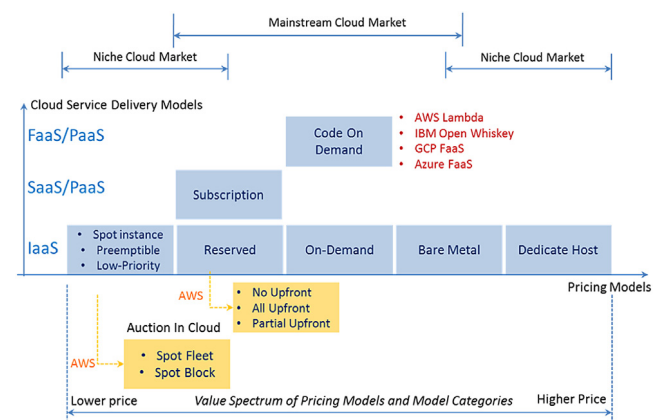 Mainstream Cloud Market
Niche Cloud Market
Niche Cloud Market
Cloud Service Delivery Models
FaaS/PaaS
Code On
Demand
• AWS Lambda
• IBM Open Whiskey
• GCP FaaS
• Azure FaaS
SaaS/PaaS
Subscription
IaaS
• Spot instance
• Preemptible
• Low-Priority
Reserved
On-Demand
Bare Metal
Dedicate Host
Pricing Models
AWS
• No Upfront
• All Upfront
• Partial Upfront
Auction In Cloud
AWS
• Spot Fleet
• Spot Block
Lower price
Value Spectrum of Pricing Models and Model Categories
Higher Price